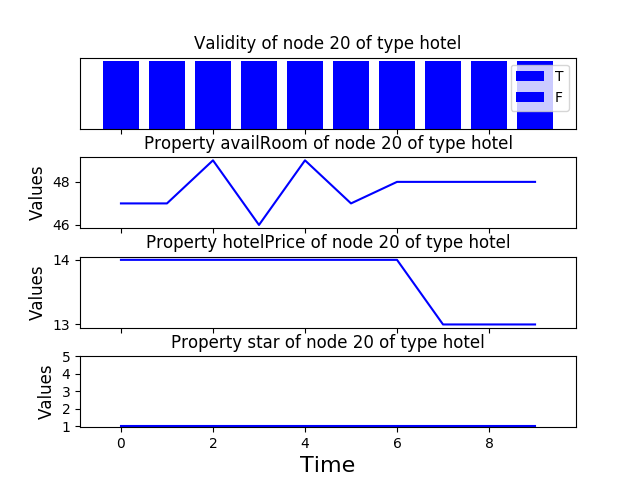 Validity of node 20 of type hotel
T
F
Property availRoom of node 20 of type hotel
Values
48
46
Property hotelPrice of node 20 of type hotel
Values
14
13
Property star of node 20 of type hotel
Values
5
4
3
2
1
0 2 4 6 8
Time